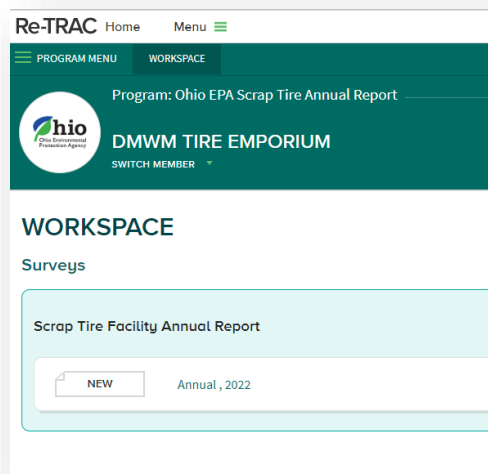 Re-TRAC Home Menu
PROGRAM MENU WORKSPACE
Program: Ohio EPA Scrap Tire Annual Report
Ohio
Ohio Environmental
Protection Agency
DMWM TIRE EMPORIUM
SWITCH MEMBER
WORKSPACE
Surveys
Scrap Tire Facility Annual Report
NEW Annual , 2022